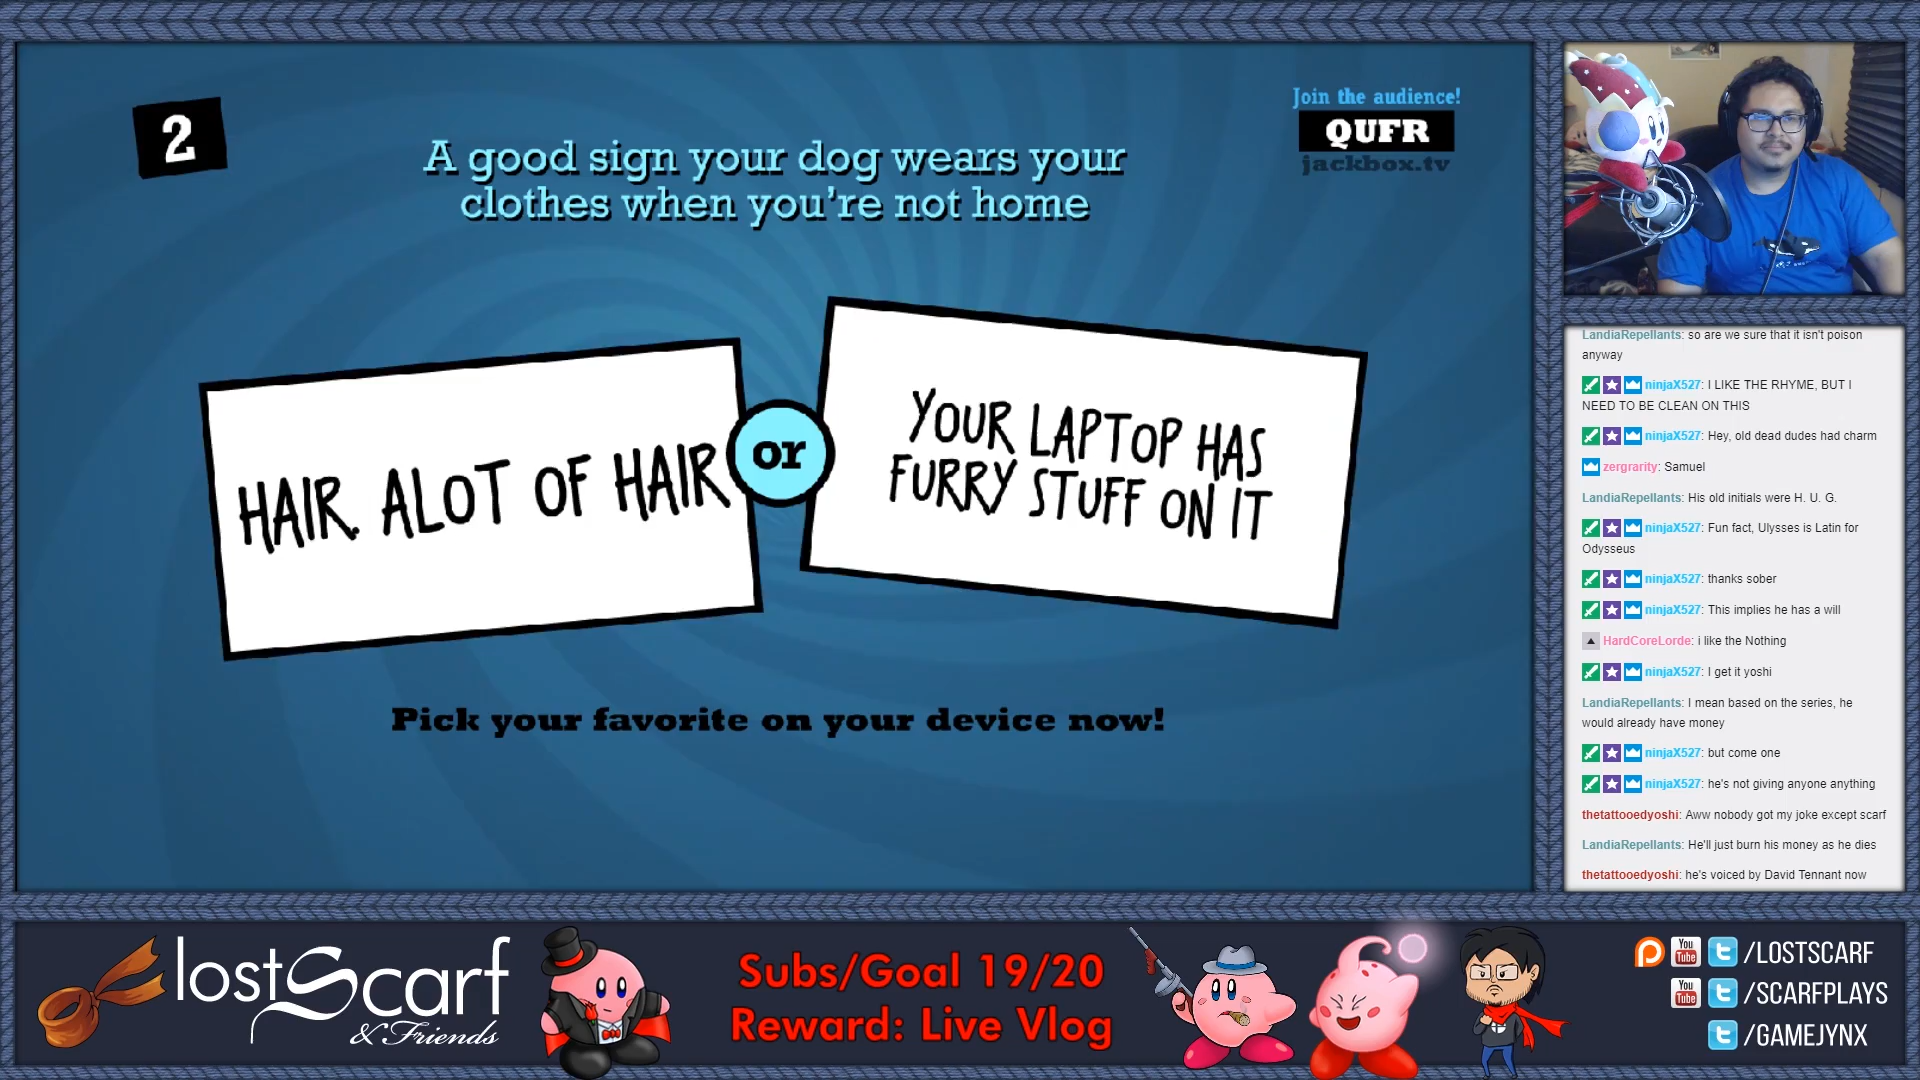 2
A good sign your dog wears your
clothes when you're not home
Join the audience!
QUFR
jackbox.tv
HAIR. ALOT OF HAIR
or
YOUR LAPTOP HAS
FURRY STUFF ON IT
Pick your favorite on your device now!
LandiaRepellants: so are we sure that it isn't poison
anyway
ninjaX527: I LIKE THE RHYME, BUT I
NEED TO BE CLEAN ON THIS
ninjaX527: Hey, old dead dudes had charm
zergrarity: Samuel
LandiaRepellants: His old initials were H. U. G.
ninjaX527: Fun fact, Ulysses is Latin for
Odysseus
ninjaX527: thanks sober
ninjaX527: This implies he has a will
HardCoreLorde: i like the Nothing
ninjaX527: I get it yoshi
LandiaRepellants: I mean based on the series, he
would already have money
ninjaX527: but come one
ninjaX527: he's not giving anyone anything
thetattooedyoshi: Aww nobody got my joke except scarf
LandiaRepellants: He'll just burn his money as he dies
thetattooedyoshi: he's voiced by David Tennant now
lostScarf
& Friends
Subs/Goal 19/20
Reward: Live Vlog
You Tube /LOSTSCARF
You Tube /SCARFPLAYS
/GAMEJYNX